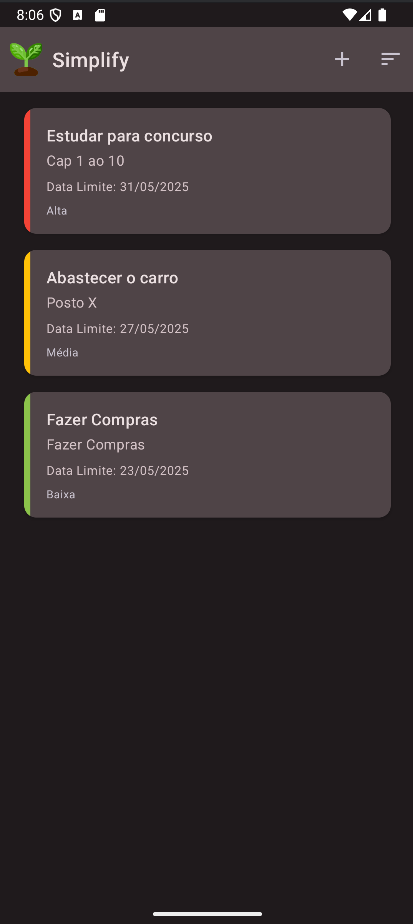 8:06
Simplify
Estudar para concurso
Cap 1 ao 10
Data Limite: 31/05/2025
Alta
Abastecer o carro
Posto X
Data Limite: 27/05/2025
Média
Fazer Compras
Fazer Compras
Data Limite: 23/05/2025
Baixa